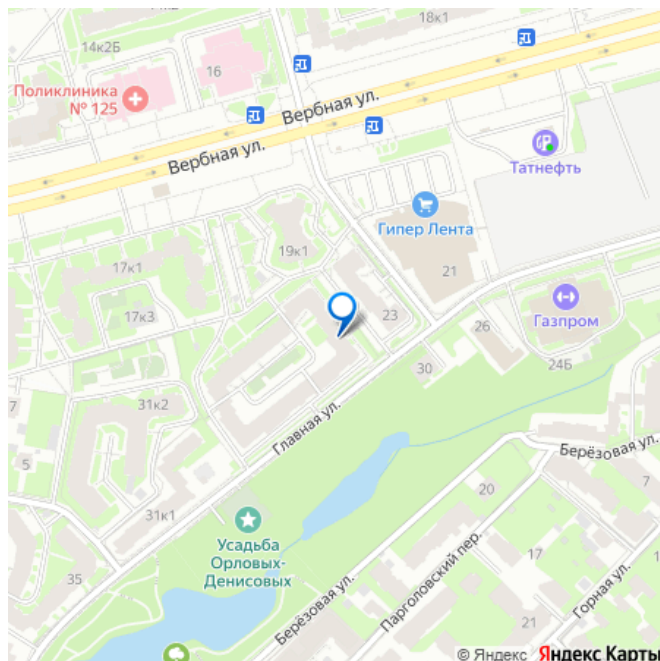 14к2
18к1
14к2Б
16
Поликлиника
№ 125
Вербная ул.
Вербная ул.
Татнефть
Гипер Лента
19к1
17к1
21
17к3
23
26
Газпром
30
24Б
7
31к2
Главная ул.
5
Берёзовая ул.
20
7
31к1
Усадьба
Орловых-
Денисовых
17
35
Парголовский пер.
Берёзовая ул.
Горная ул.
21
© Яндекс Яндекс Карты